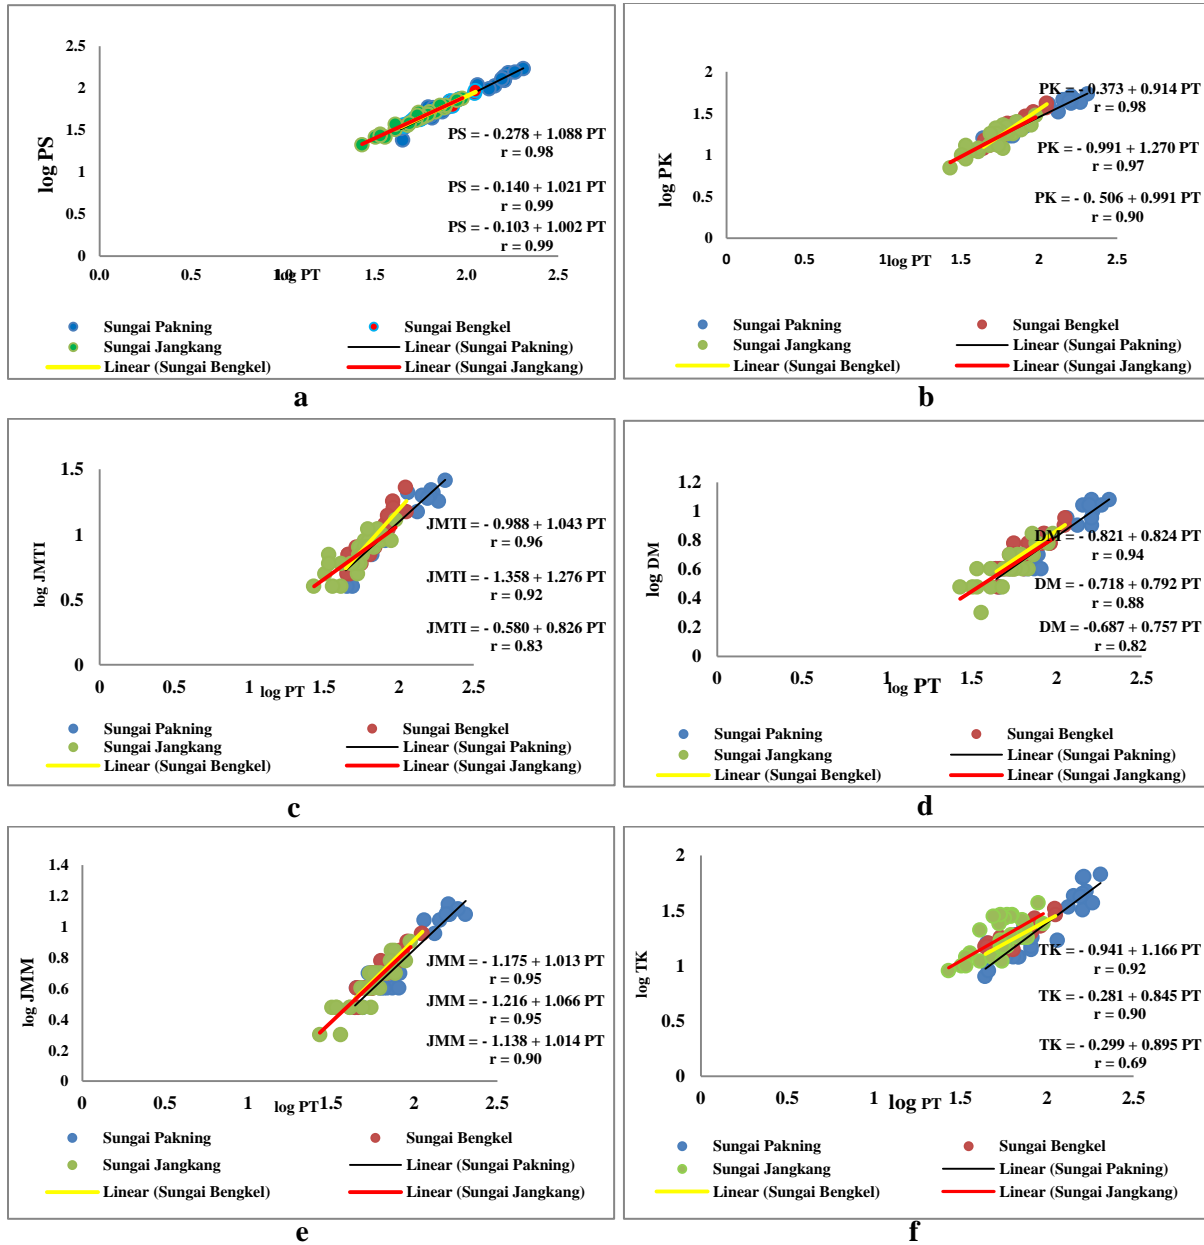 2.5
2
1.5
1
0.5
0
0.0
0.5
1.0
1.5
2.0
2.5
log PS
log PT
PS = - 0.278 + 1.088 PT
r = 0.98
PS = - 0.140 + 1.021 PT
r = 0.99
PS = - 0.103 + 1.002 PT
r = 0.99
Sungai Pakning
Sungai Bengkel
Sungai Jangkang
Linear (Sungai Pakning)
Linear (Sungai Bengkel)
Linear (Sungai Jangkang)
a
2
1.5
1
0.5
0
0
0.5
1
1.5
2
2.5
log PK
log PT
PK = - 0.373 + 0.914 PT
r = 0.98
PK = - 0.991 + 1.270 PT
r = 0.97
PK = - 0. 506 + 0.991 PT
r = 0.90
Sungai Pakning
Sungai Bengkel
Sungai Jangkang
Linear (Sungai Pakning)
Linear (Sungai Bengkel)
Linear (Sungai Jangkang)
b
1.5
1
0.5
0
0
0.5
1
1.5
2
2.5
log JMTI
log PT
JMTI = - 0.988 + 1.043 PT
r = 0.96
JMTI = - 1.358 + 1.276 PT
r = 0.92
JMTI = - 0.580 + 0.826 PT
r = 0.83
Sungai Pakning
Sungai Bengkel
Sungai Jangkang
Linear (Sungai Pakning)
Linear (Sungai Bengkel)
Linear (Sungai Jangkang)
c
1.2
1
0.8
0.6
0.4
0.2
0
0
0.5
1
1.5
2
2.5
log DM
log PT
DM = - 0.821 + 0.824 PT
r = 0.94
DM = - 0.718 + 0.792 PT
r = 0.88
DM = -0.687 + 0.757 PT
r = 0.82
Sungai Pakning
Sungai Bengkel
Sungai Jangkang
Linear (Sungai Pakning)
Linear (Sungai Bengkel)
Linear (Sungai Jangkang)
d
1.4
1.2
1
0.8
0.6
0.4
0.2
0
0
0.5
1
1.5
2
2.5
log JMM
log PT
JMM = - 1.175 + 1.013 PT
r = 0.95
JMM = - 1.216 + 1.066 PT
r = 0.95
JMM = - 1.138 + 1.014 PT
r = 0.90
Sungai Pakning
Sungai Bengkel
Sungai Jangkang
Linear (Sungai Pakning)
Linear (Sungai Bengkel)
Linear (Sungai Jangkang)
e
2
1.5
1
0.5
0
0
0.5
1
1.5
2
2.5
log TK
log PT
TK = - 0.941 + 1.166 PT
r = 0.92
TK = - 0.281 + 0.845 PT
r = 0.90
TK = - 0.299 + 0.895 PT
r = 0.69
Sungai Pakning
Sungai Bengkel
Sungai Jangkang
Linear (Sungai Pakning)
Linear (Sungai Bengkel)
Linear (Sungai Jangkang)
f